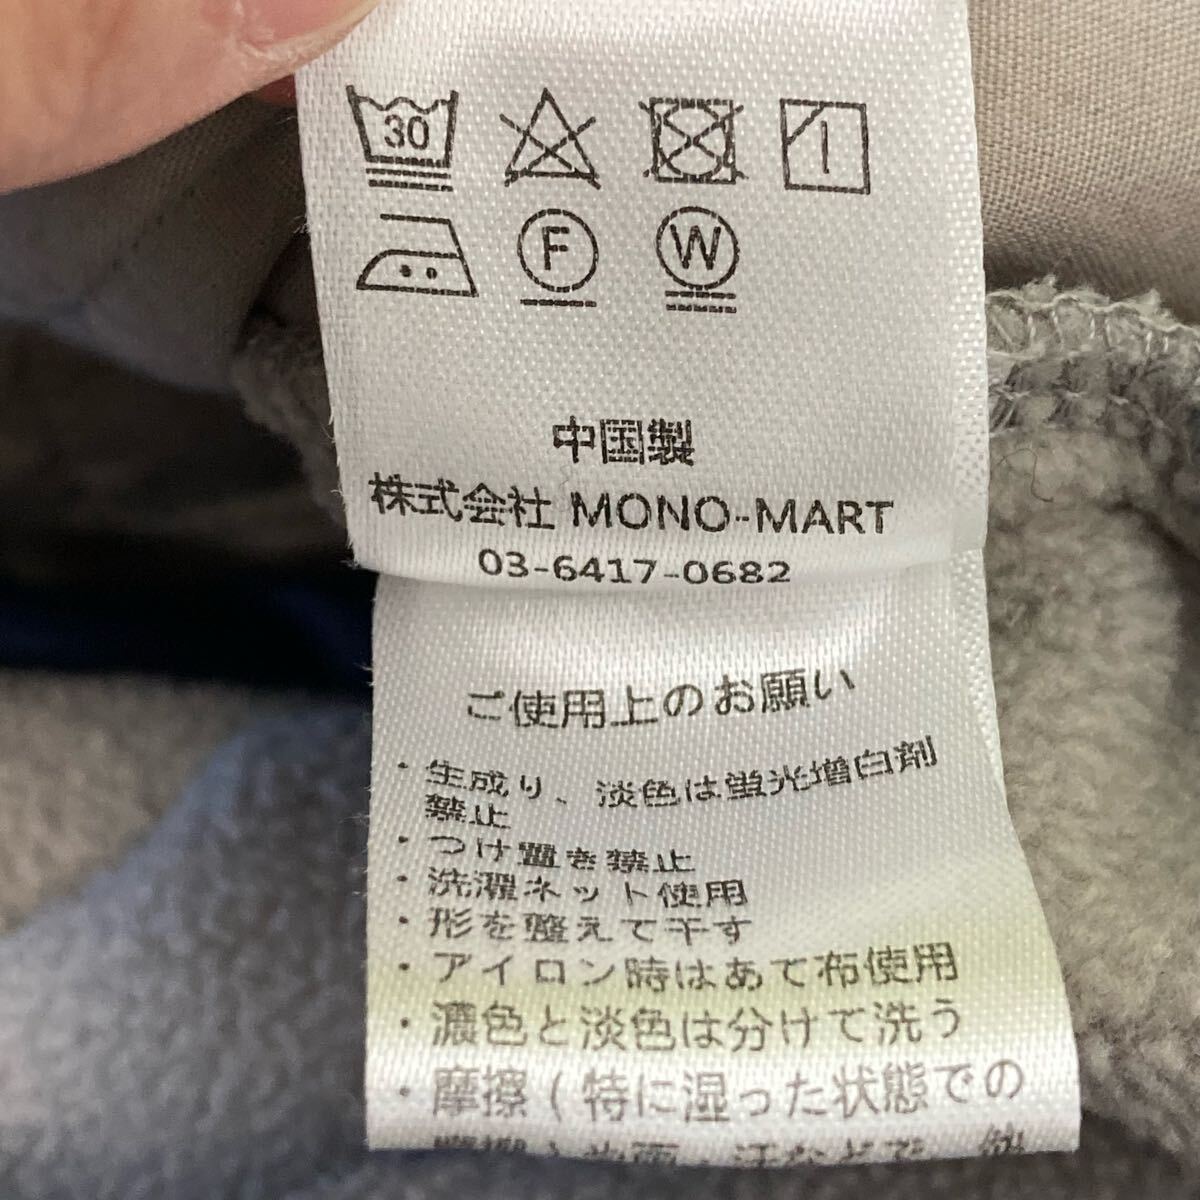 30
F W
中国製
株式会社 MONO-MART
03-6417-0682
ご使用上のお願い
・生成り、淡色は蛍光増白剤
禁止
・つけ置き禁止
・洗濯ネット使用
・形を整えて干す
・アイロン時はあて布使用
・濃色と淡色は分けて洗う
・摩擦(特に湿った状態での